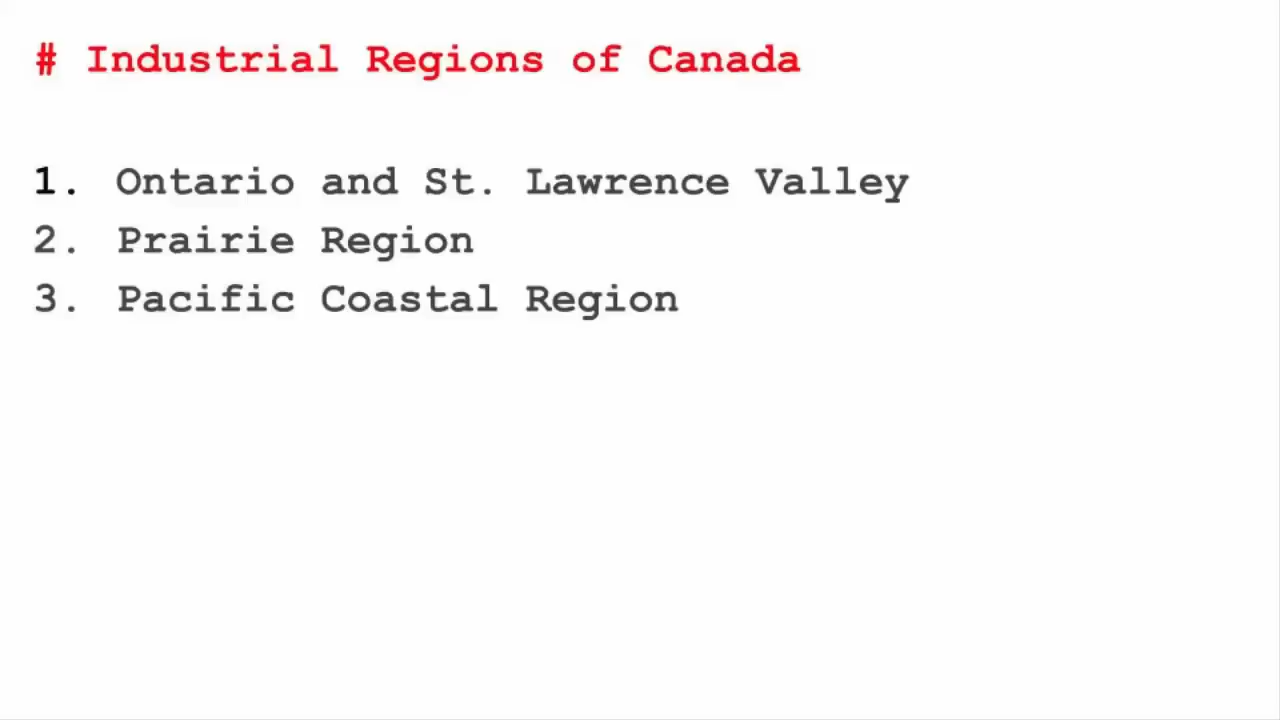 # Industrial Regions of Canada
1. Ontario and St. Lawrence Valley
2. Prairie Region
3. Pacific Coastal Region